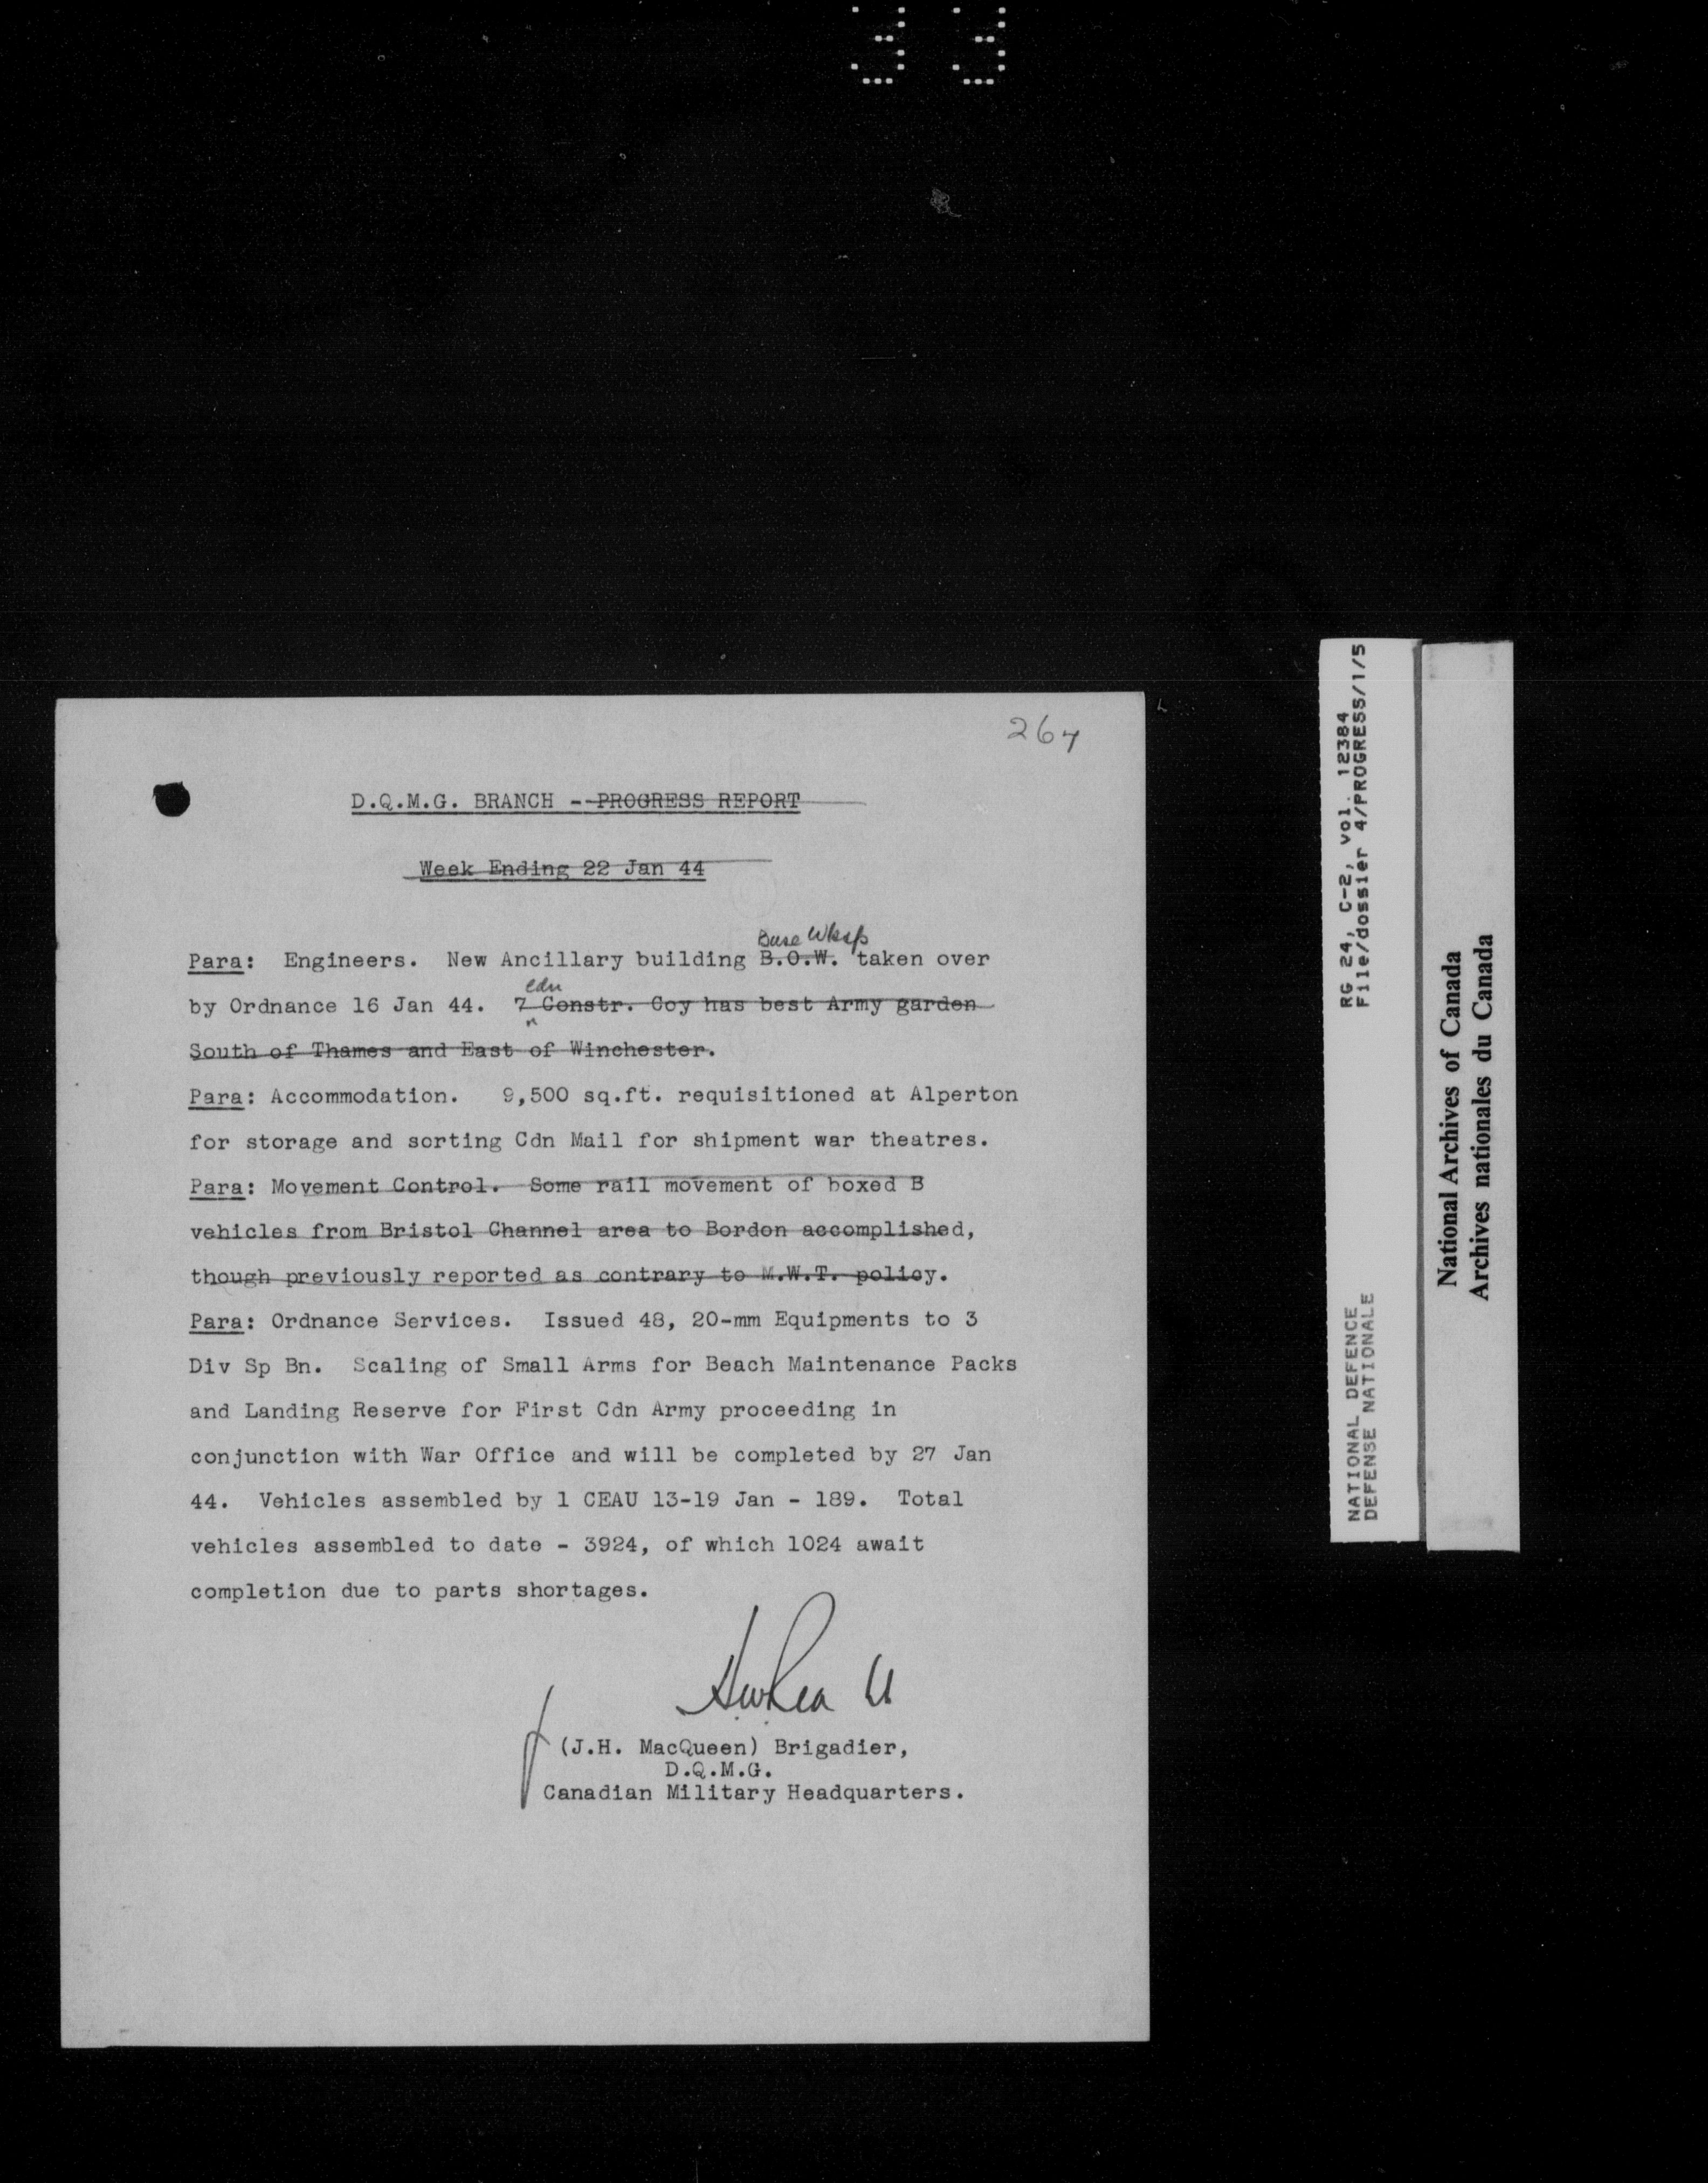 267
D.Q.M.G. BRANCH - PROGRESS REPORT
Week Ending 22 Jan 44
Base Wksp
Para: Engineers. New Ancillary building B.O.W. taken over
Cdn
by Ordnance 16 Jan 44. 7 Constr. Coy has best Army garden
South of Thames and East of Winchester.
Para: Accommodation. 9,500 sq.ft. requisitioned at Alperton
for storage and sorting Cdn Mail for shipment war theatres.
Para: Movement Control. Some rail movement of boxed B
vehicles from Bristol Channel area to Bordon accomplished,
though previously reported as contrary to M.W.T. policy.
Para: Ordnance Services. Issued 48, 20-mm Equipments to 3
Div Sp Bn. Scaling of Small Arms for Beach Maintenance Packs
and Landing Reserve for First Cdn Army proceeding in
conjunction with War Office and will be completed by 27 Jan
44. Vehicles assembled by 1 CEAU 13-19 Jan - 189. Total
vehicles assembled to date - 3924, of which 1024 await
completion due to parts shortages.
(J.H. MacQueen) Brigadier,
D.Q.M.G.
Canadian Military Headquarters.
RG 24, C-2, vol. 12384
File/dossier 4/PROGRESS/1/5
NATIONAL DEFENCE
DEFENSE NATIONALE
National Archives of Canada
Archives nationales du Canada